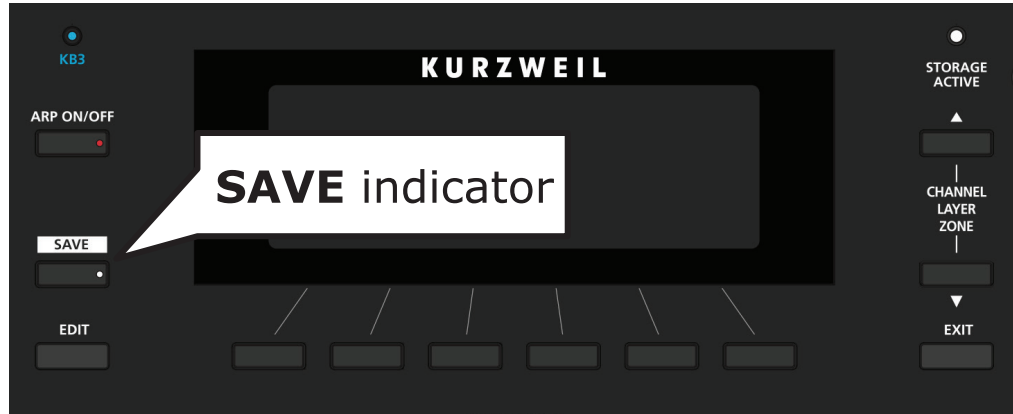 KB3
KURZWEIL
STORAGE
ACTIVE
ARP ON/OFF
SAVE indicator
CHANNEL
LAYER
ZONE
SAVE
EDIT
EXIT